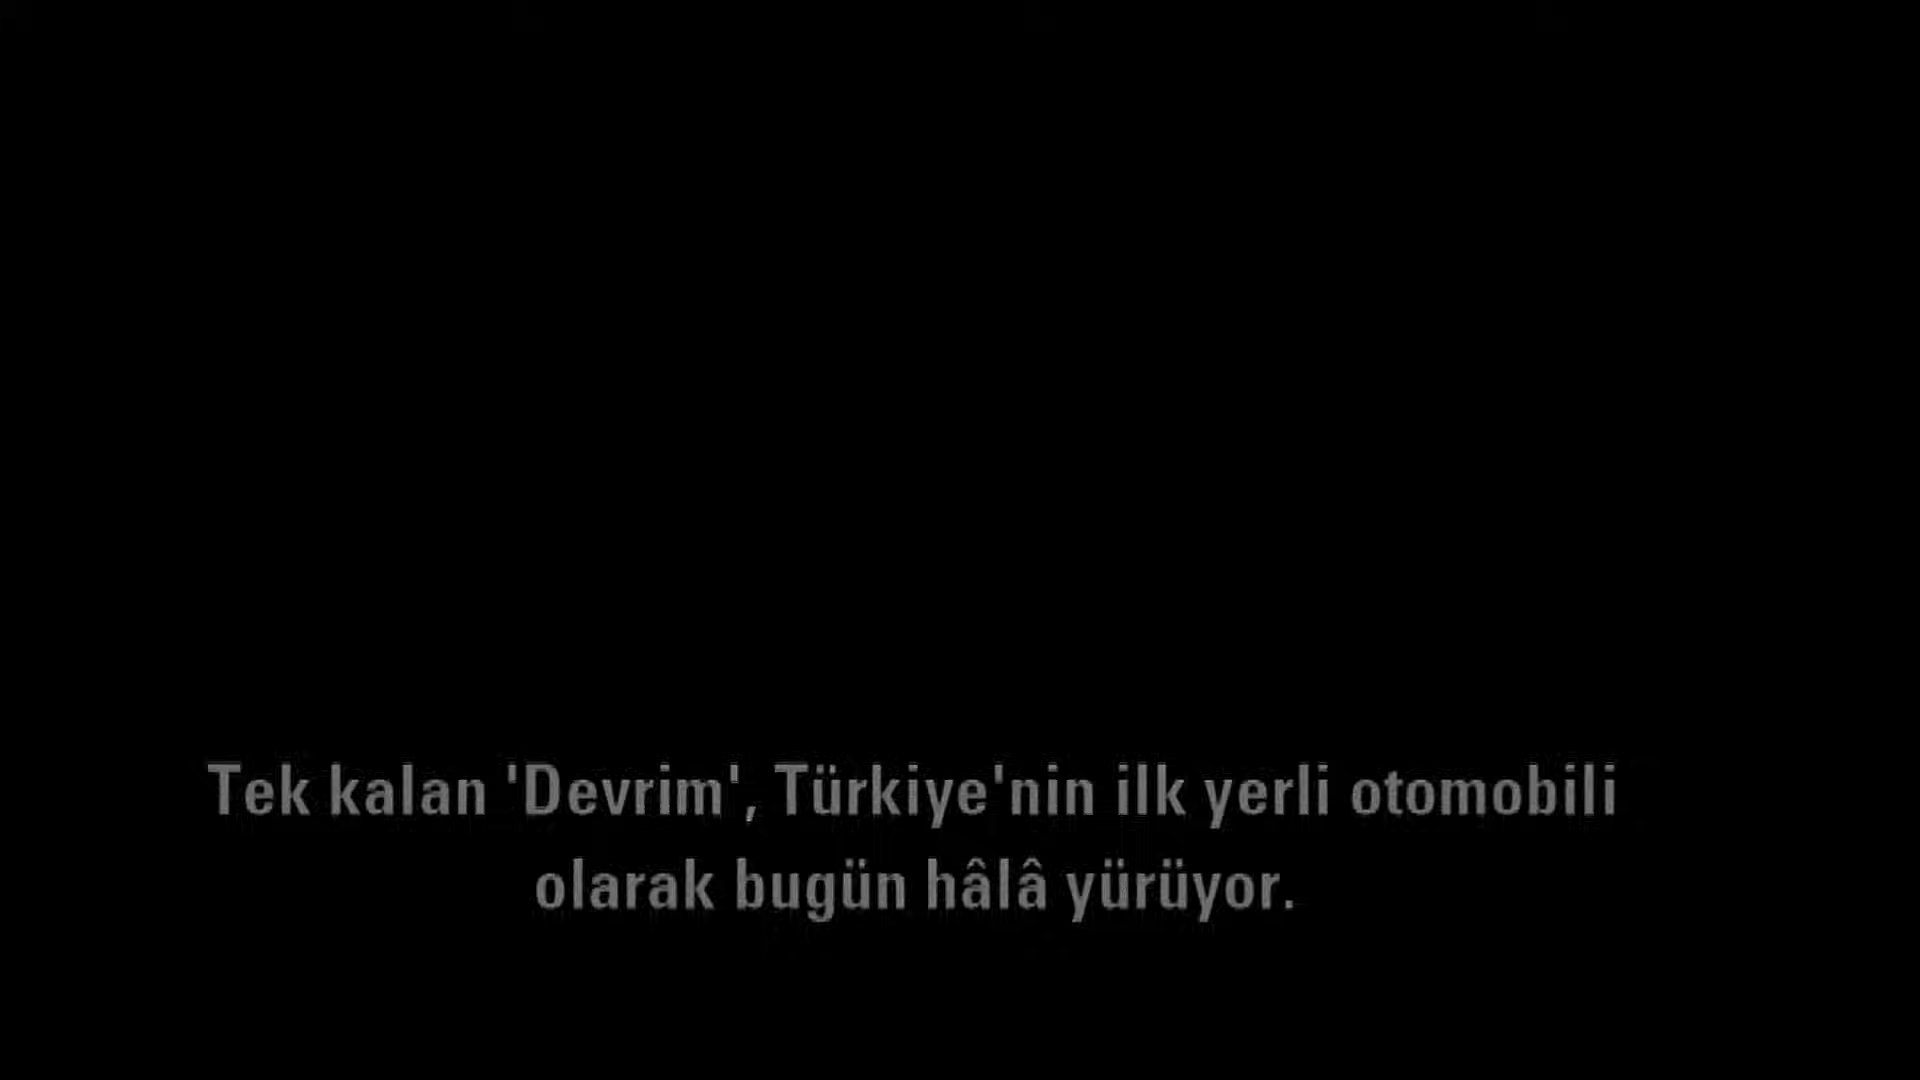 Tek kalan 'Devrim', Türkiye'nin ilk yerli otomobili
olarak bugün hâlâ yürüyor.